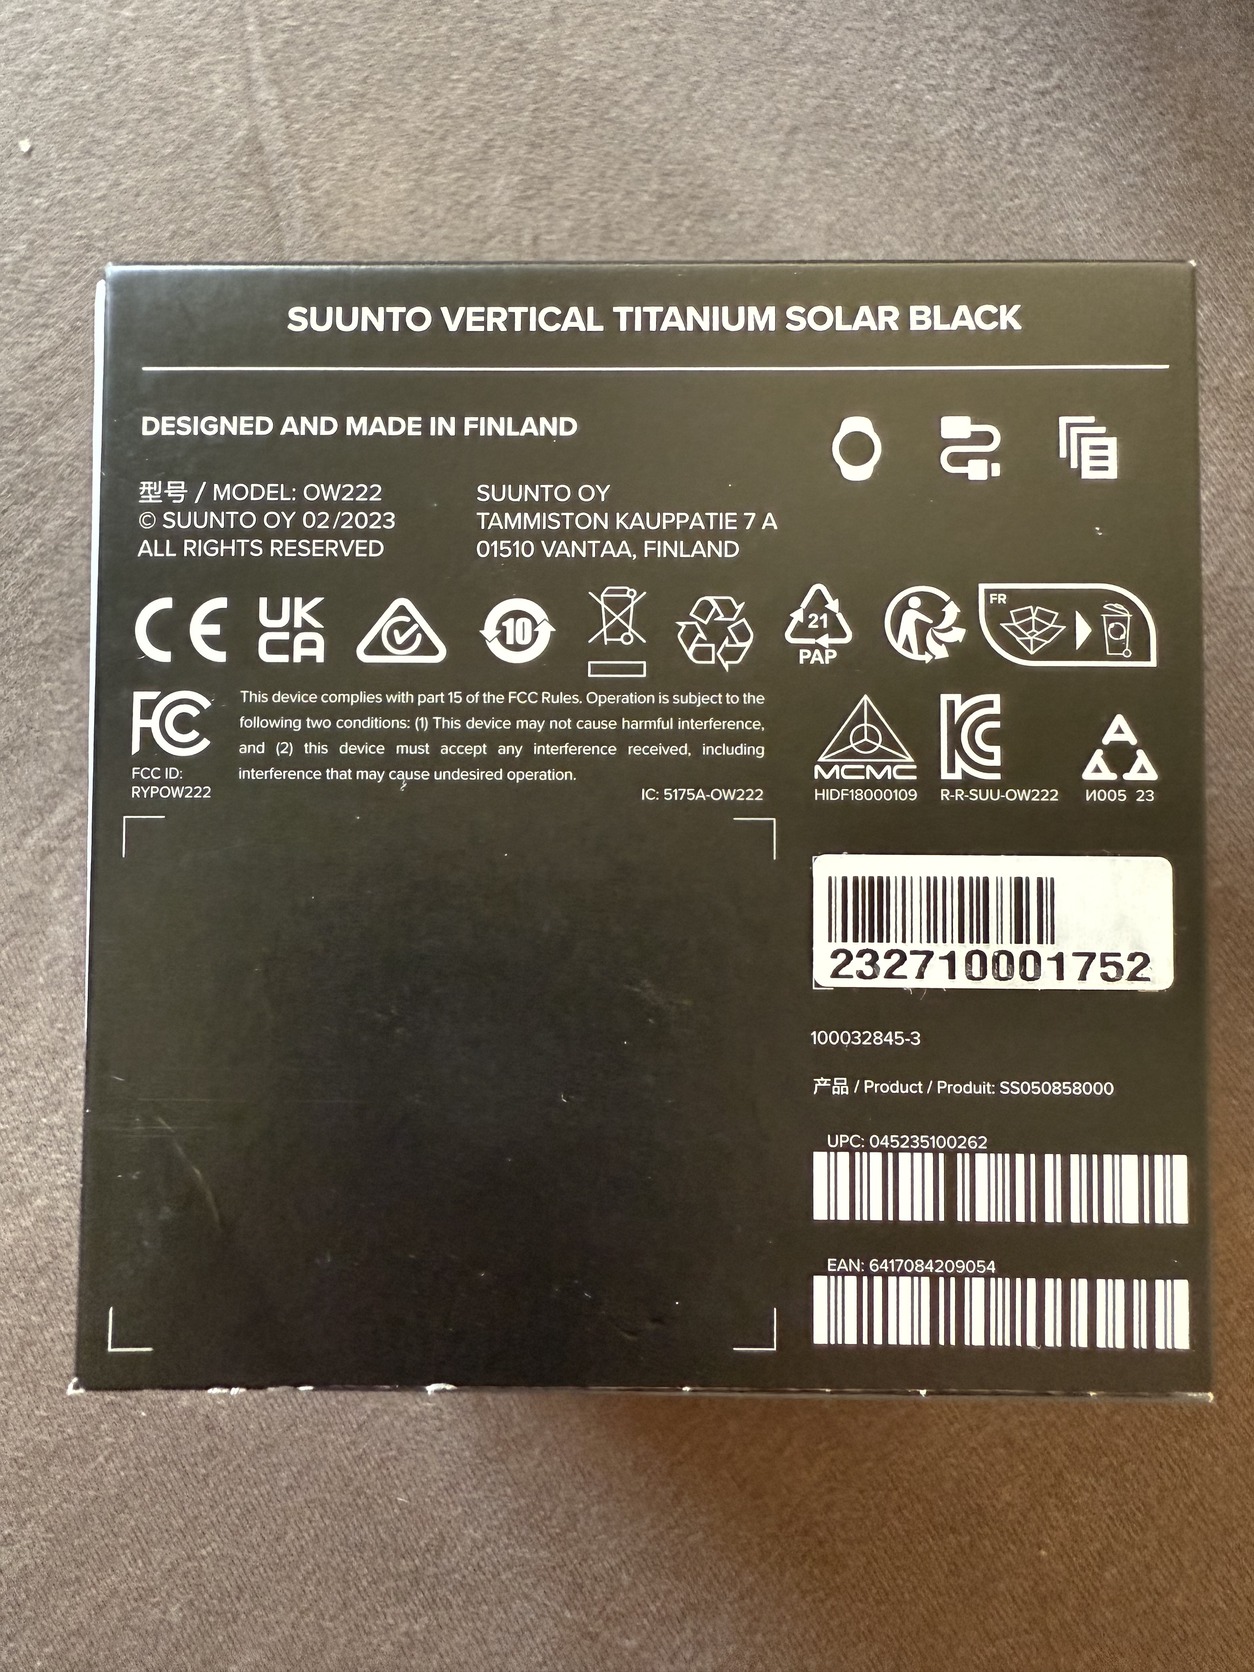 SUUNTO VERTICAL TITANIUM SOLAR BLACK
DESIGNED AND MADE IN FINLAND
型号 / MODEL: OW222
© SUUNTO OY 02/2023
ALL RIGHTS RESERVED
SUUNTO OY
TAMMISTON KAUPPATIE 7 A
01510 VANTAA, FINLAND
CE
UK
CA
10
21
PAP
FR
FC
FCC ID:
RYPOW222
This device complies with part 15 of the FCC Rules. Operation is subject to the
following two conditions: (1) This device may not cause harmful interference,
and (2) this device must accept any interference received, including
interference that may cause undesired operation.
IC: 5175A-OW222
MCMC
HIDF18000109
R-R-SUU-OW222
И005 23
232710001752
100032845-3
产品 / Product / Produit: SS050858000
UPC: 045235100262
EAN: 6417084209054